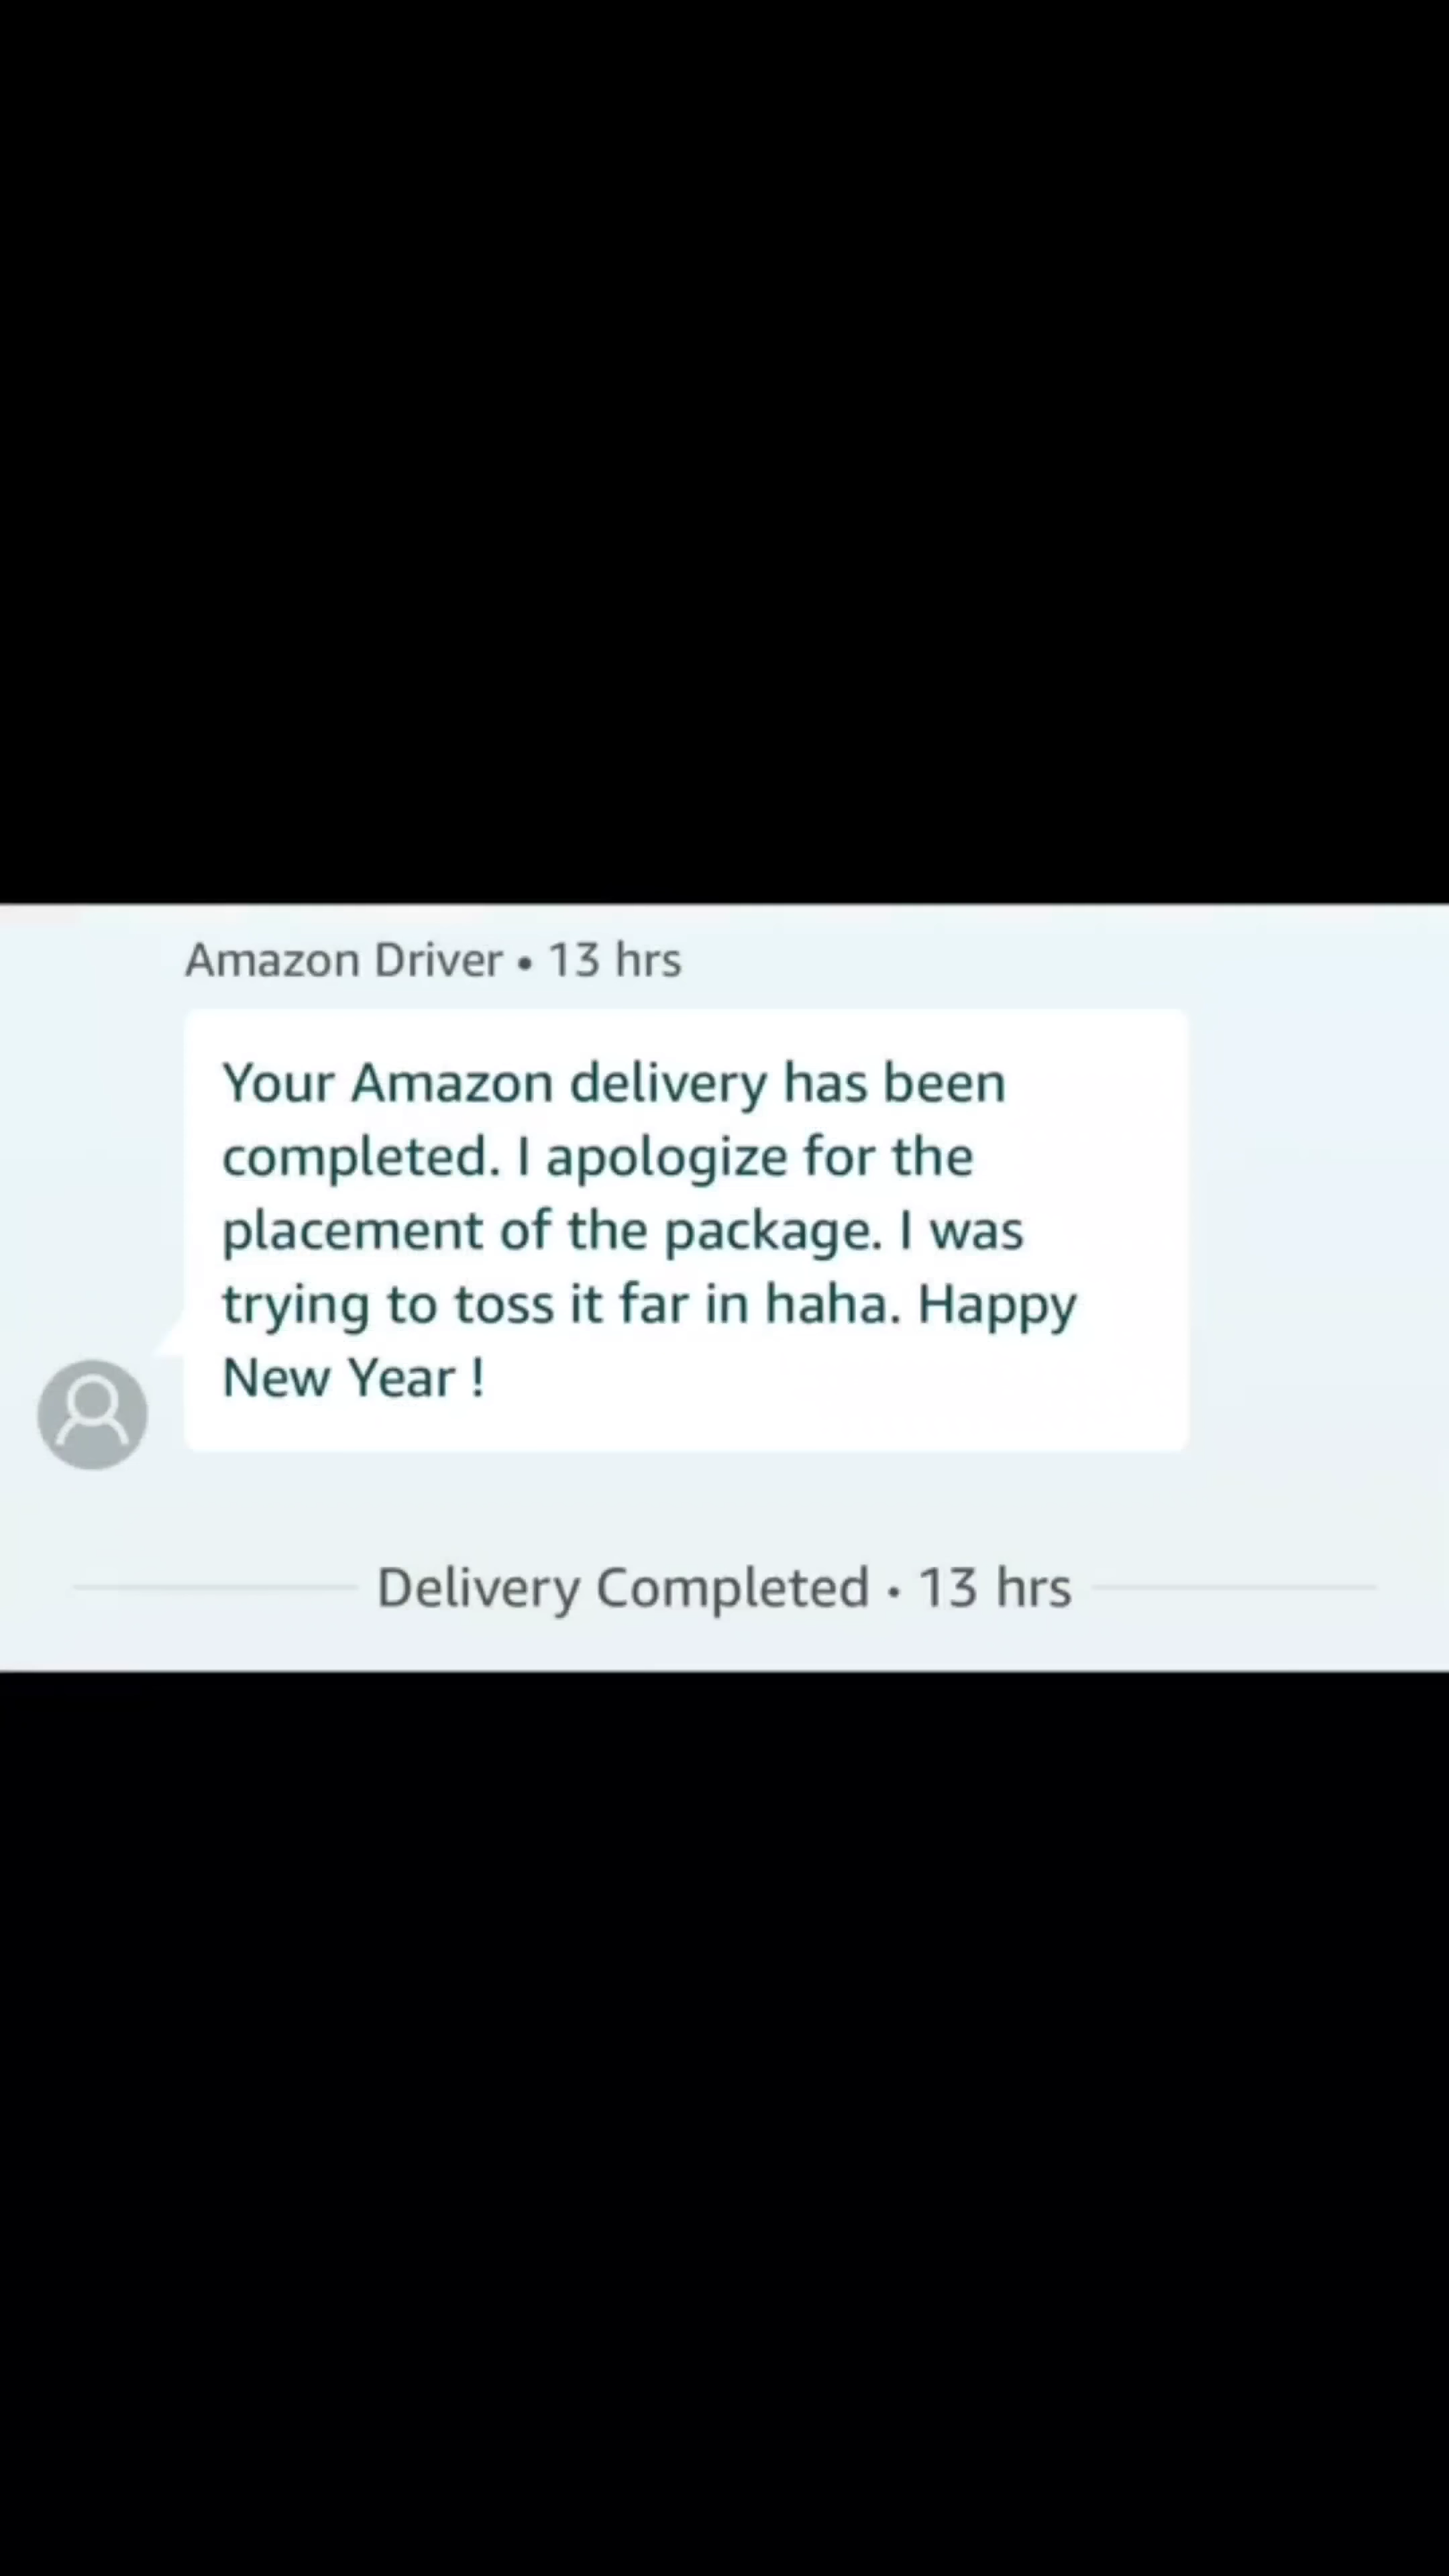 Amazon Driver • 13 hrs
Your Amazon delivery has been
completed. I apologize for the
placement of the package. I was
trying to toss it far in haha. Happy
New Year !
Delivery Completed • 13 hrs